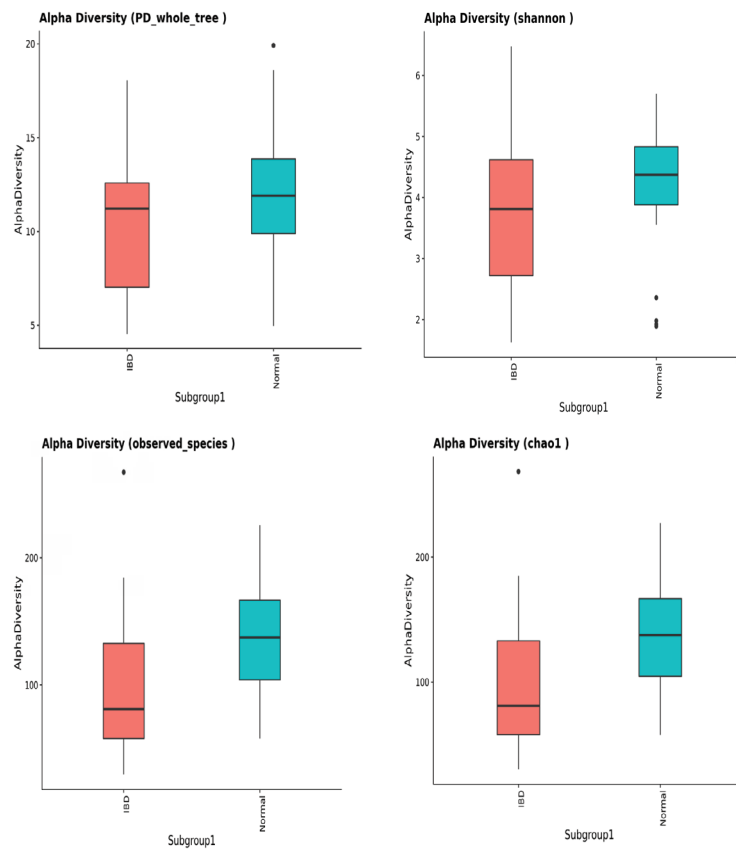 Alpha Diversity (PD_whole_tree )
20
15
10
5
AlphaDiversity
IBD
Normal
Subgroup1
Alpha Diversity (shannon )
6
5
4
3
2
AlphaDiversity
IBD
Normal
Subgroup1
Alpha Diversity (observed_species )
200
100
AlphaDiversity
IBD
Normal
Subgroup1
Alpha Diversity (chao1 )
200
100
AlphaDiversity
IBD
Normal
Subgroup1